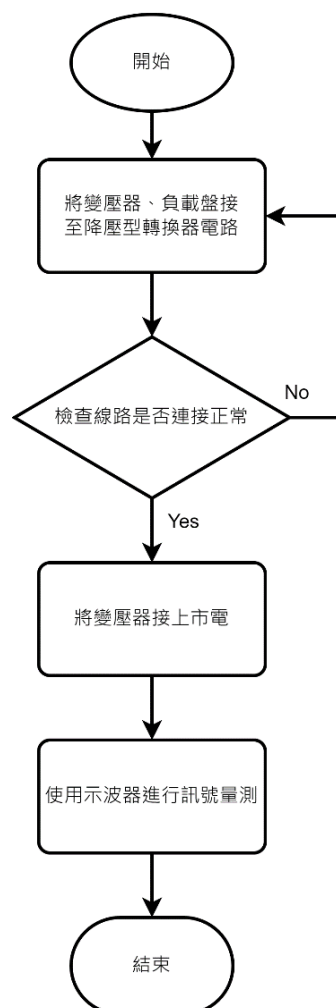 開始
將變壓器、負載盤接
至降壓型轉換器電路
檢查線路是否連接正常
No
Yes
將變壓器接上市電
使用示波器進行訊號量測
結束